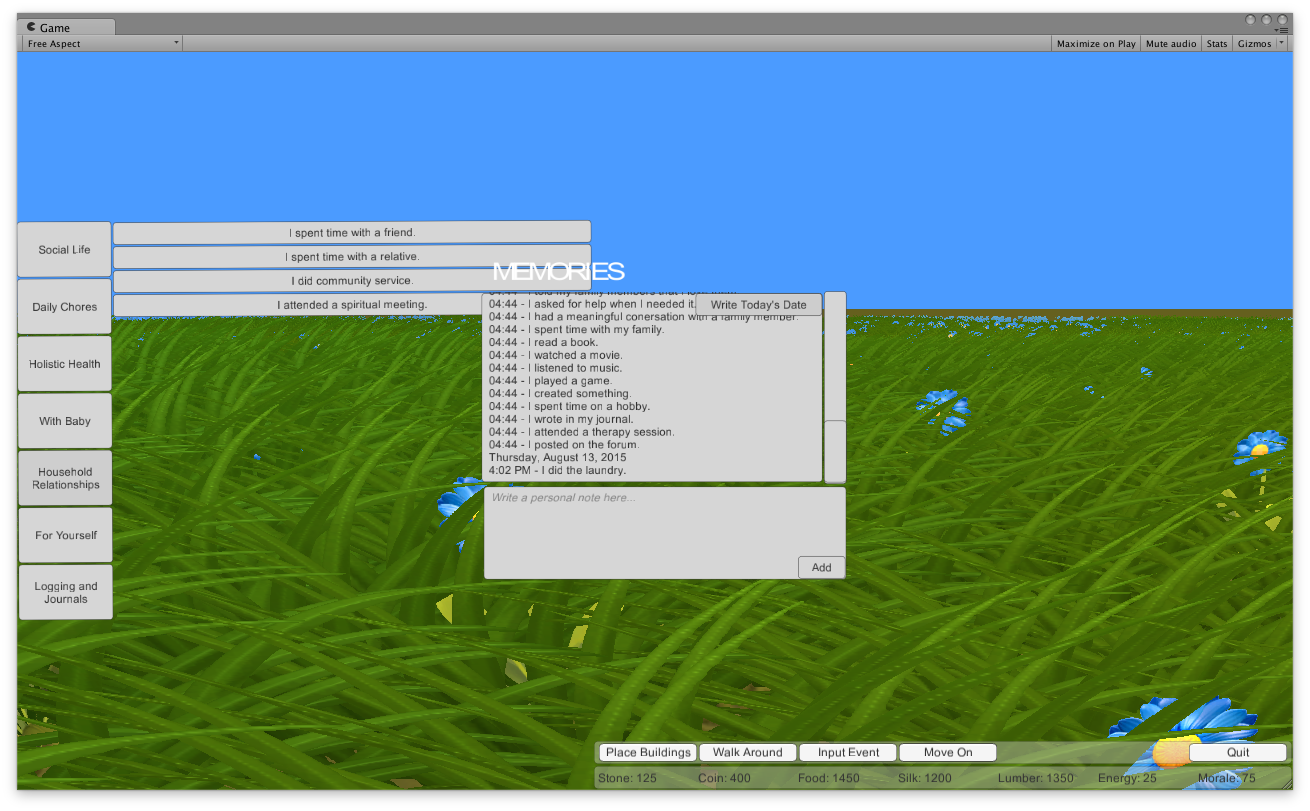 Game
Free Aspect
Maximize on Play
Mute audio
Stats
Gizmos
Social Life
Daily Chores
Holistic Health
With Baby
Household
Relationships
For Yourself
Logging and
Journals
I spent time with a friend.
I spent time with a relative.
I did community service.
I attended a spiritual meeting.
MEMORIES
Write Today's Date
04:44 - I told my family members that I
04:44 - I asked for help when I needed it.
04:44 - I had a meaningful conersation with a family member.
04:44 - I spent time with my family.
04:44 - I read a book.
04:44 - I watched a movie.
04:44 - I listened to music.
04:44 - I played a game.
04:44 - I created something.
04:44 - I spent time on a hobby.
04:44 - I wrote in my journal.
04:44 - I attended a therapy session.
04:44 - I posted on the forum.
Thursday, August 13, 2015
4:02 PM - I did the laundry.
Write a personal note here...
Add
Place Buildings
Walk Around
Input Event
Move On
Quit
Stone: 125
Coin: 400
Food: 1450
Silk: 1200
Lumber: 1350
Energy: 25
Morale: 75